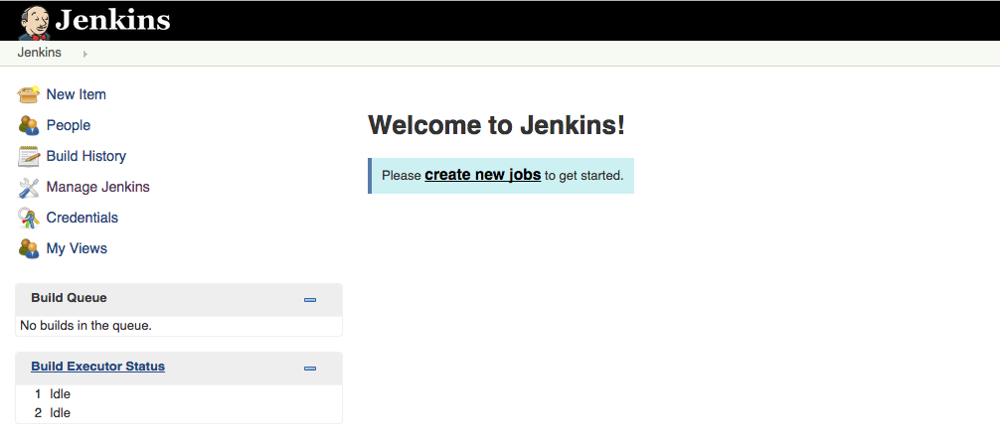 Jenkins
Jenkins
New Item
People
Build History
Manage Jenkins
Credentials
My Views
Welcome to Jenkins!
Please create new jobs to get started.
Build Queue
No builds in the queue.
Build Executor Status
1 Idle
2 Idle